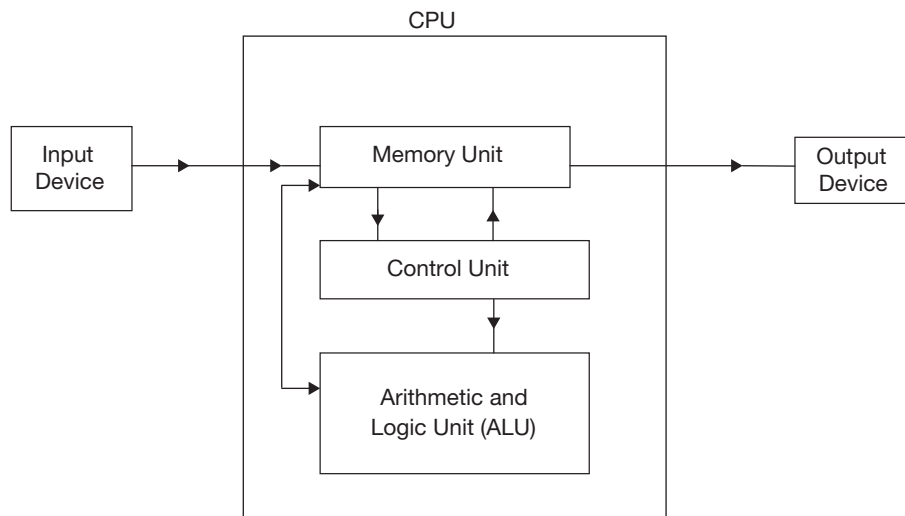 CPU
Input
Device
Memory Unit
Output
Device
Control Unit
Arithmetic and
Logic Unit (ALU)